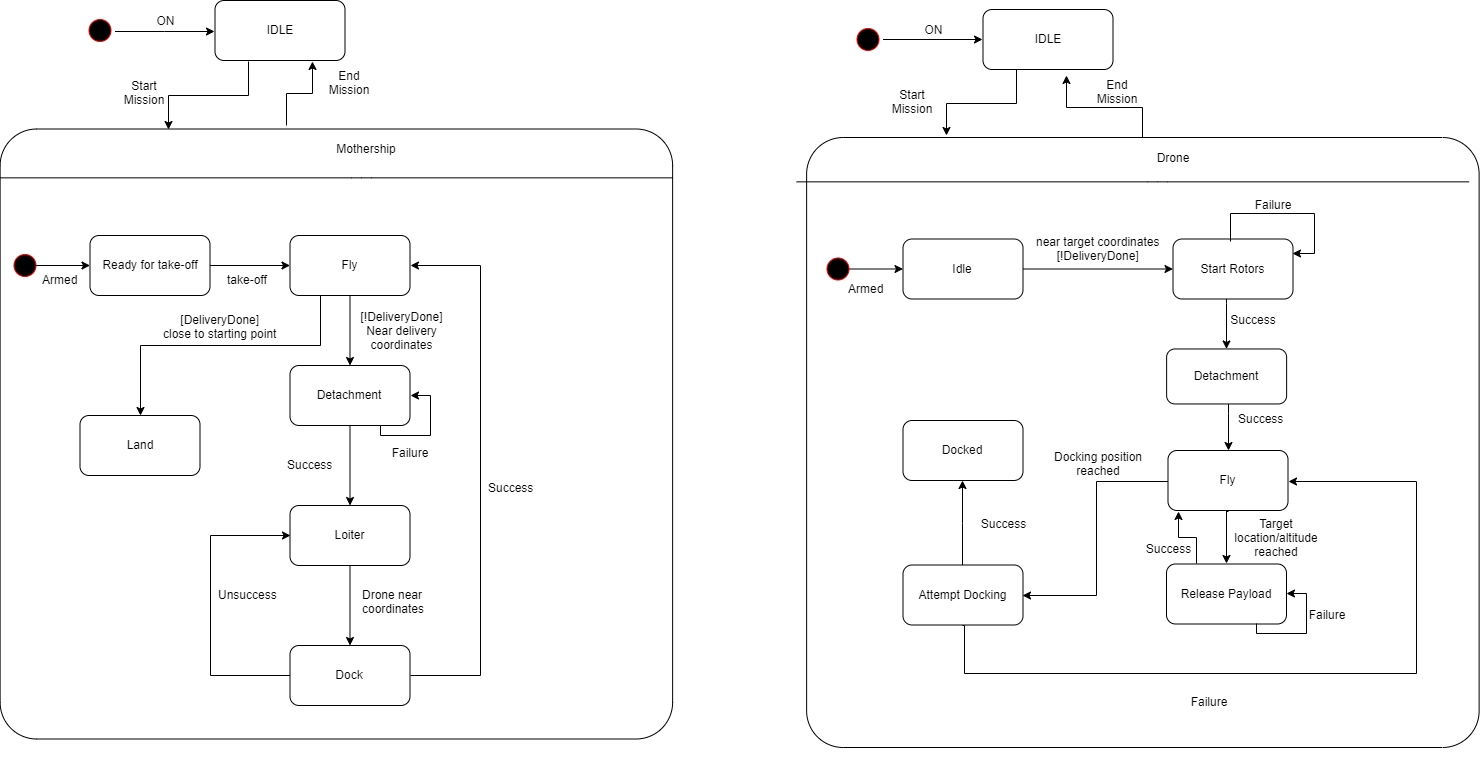 ON
IDLE
Start
Mission
End
Mission
Mothership
Armed
Ready for take-off
take-off
Fly
[DeliveryDone]
close to starting point
[!DeliveryDone]
Near delivery
coordinates
Land
Detachment
Failure
Success
Success
Loiter
Unsuccess
Drone near
coordinates
Dock
ON
IDLE
Start
Mission
End
Mission
Drone
Armed
Idle
near target coordinates
[!DeliveryDone]
Failure
Start Rotors
Success
Detachment
Success
Docked
Docking position
reached
Fly
Success
Success
Target
location/altitude
reached
Attempt Docking
Release Payload
Failure
Failure